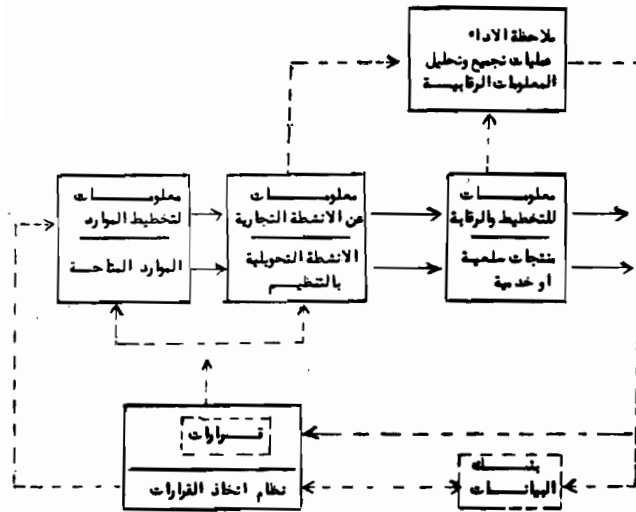 ملاحظة الاداء
عمليات تجميع وتحليل
المعلومات الرقابية
معلومات
لتخطيط الموارد
الموارد المتاحة
معلومات
عن الانشطة التجارية
الانشطة التحويلية
بالتنظيم
معلومات
للتخطيط والرقابة
منتجات سلعية
او خدمية
قرارات
نظام اتخاذ القرارات
بنك
البيانات